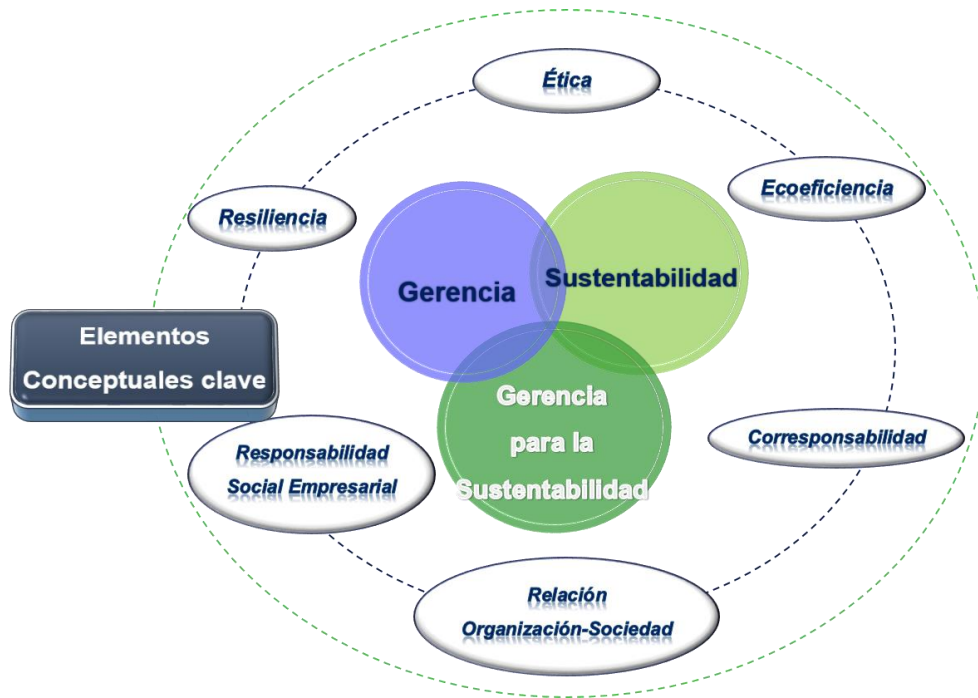 Ética
Ecoeficiencia
Resiliencia
Gerencia
Sustentabilidad
Elementos
Conceptuales clave
Gerencia
para la
Sustentabilidad
Corresponsabilidad
Responsabilidad
Social Empresarial
Relación
Organización-Sociedad